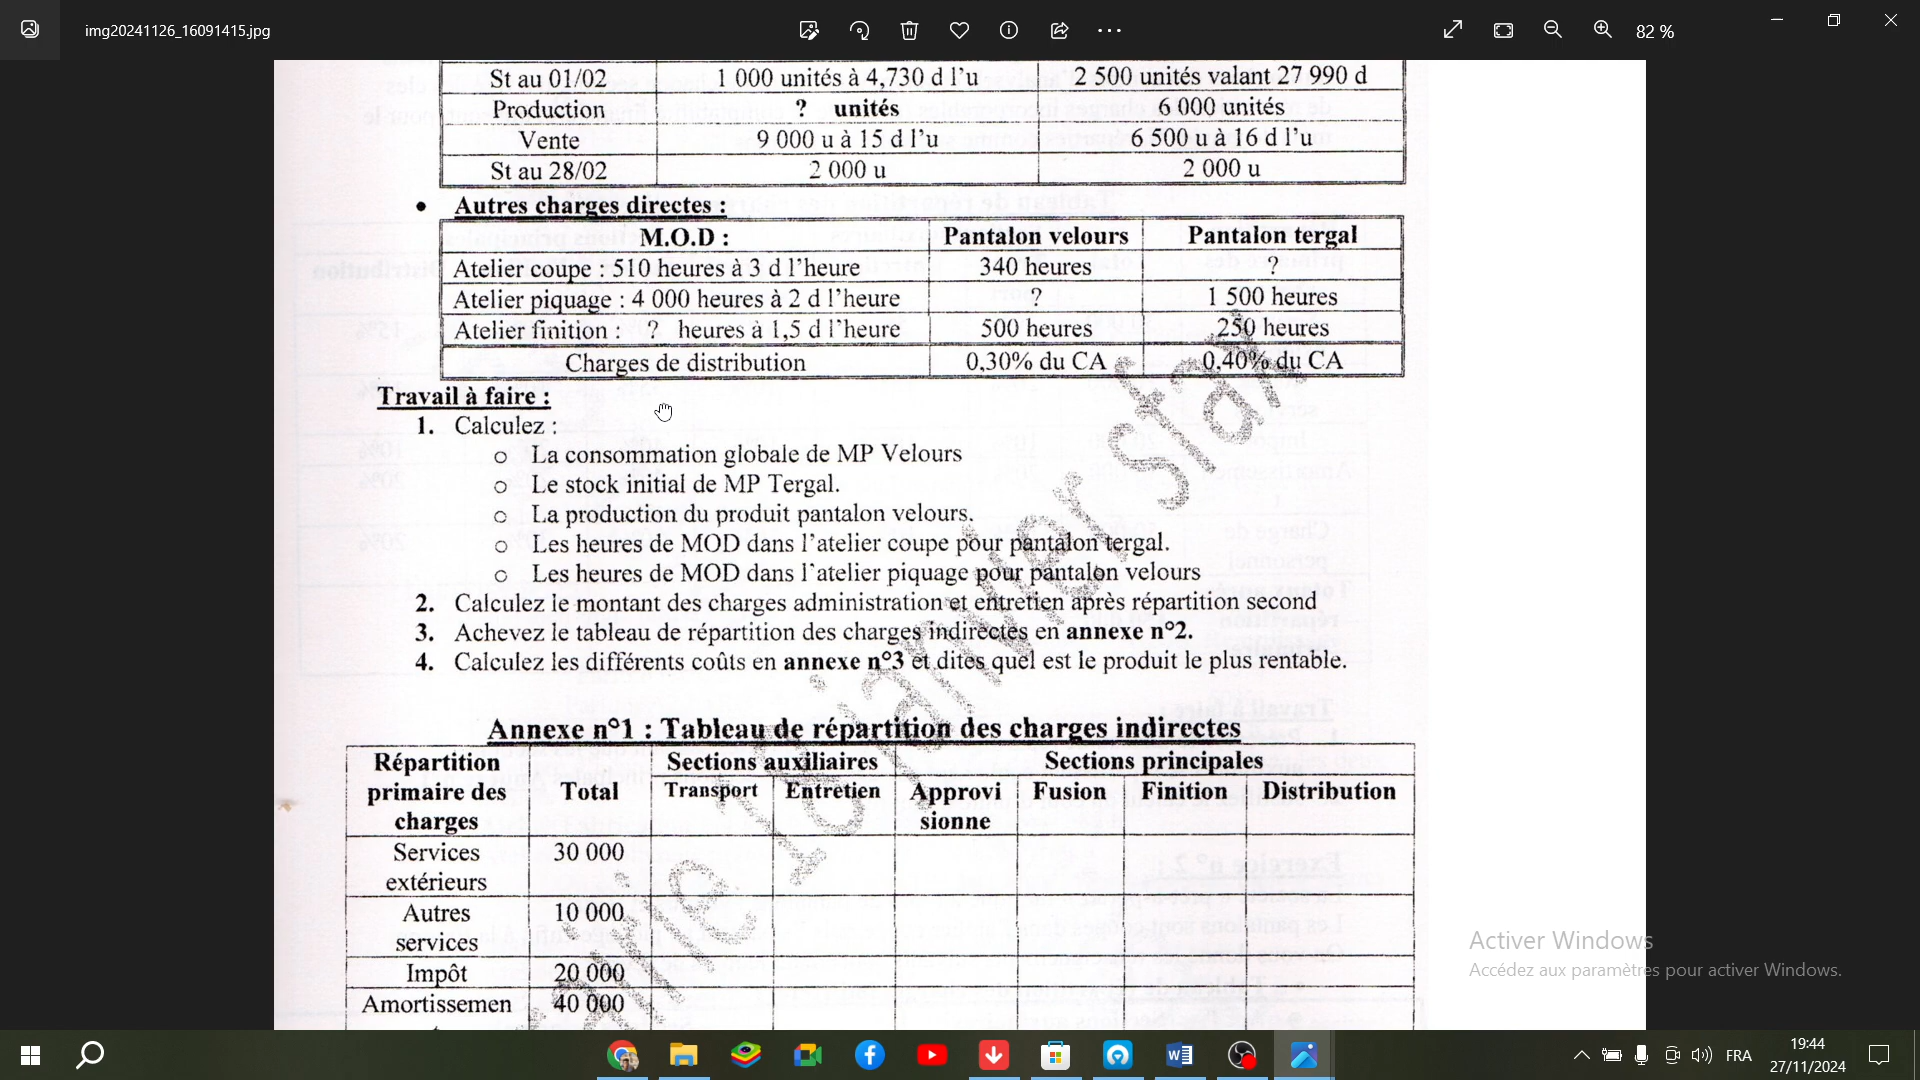 img20241126_16091415.jpg
82 %
St au 01/02 1 000 unités à 4,730 d l'u 2 500 unités valant 27 990 d
Production ? unités 6 000 unités
Vente 9 000 u à 15 d l'u 6 500 u à 16 d l'u
St au 28/02 2 000 u 2 000 u
• Autres charges directes :
M.O.D : Pantalon velours Pantalon tergal
Atelier coupe : 510 heures à 3 d l'heure 340 heures ?
Atelier piquage : 4 000 heures à 2 d l'heure ? 1 500 heures
Atelier finition : ? heures à 1,5 d l'heure 500 heures 250 heures
Charges de distribution 0,30% du CA 0,40% du CA
Travail à faire :
1. Calculez :
o La consommation globale de MP Velours
o Le stock initial de MP Tergal.
o La production du produit pantalon velours.
o Les heures de MOD dans l'atelier coupe pour pantalon tergal.
o Les heures de MOD dans l'atelier piquage pour pantalon velours
2. Calculez le montant des charges administration et entretien après répartition second
3. Achevez le tableau de répartition des charges indirectes en annexe n°2.
4. Calculez les différents coûts en annexe n°3 et dites quel est le produit le plus rentable.
Annexe n°1 : Tableau de répartition des charges indirectes
Répartition Sections auxiliaires Sections principales
primaire des Total Transport Entretien Approvi Fusion Finition Distribution
charges sionne
Services 30 000
extérieurs
Autres 10 000
services
Impôt 20 000
Amortissemen 40 000
Activer Windows
Accédez aux paramètres pour activer Windows.
FRA
19:44
27/11/2024